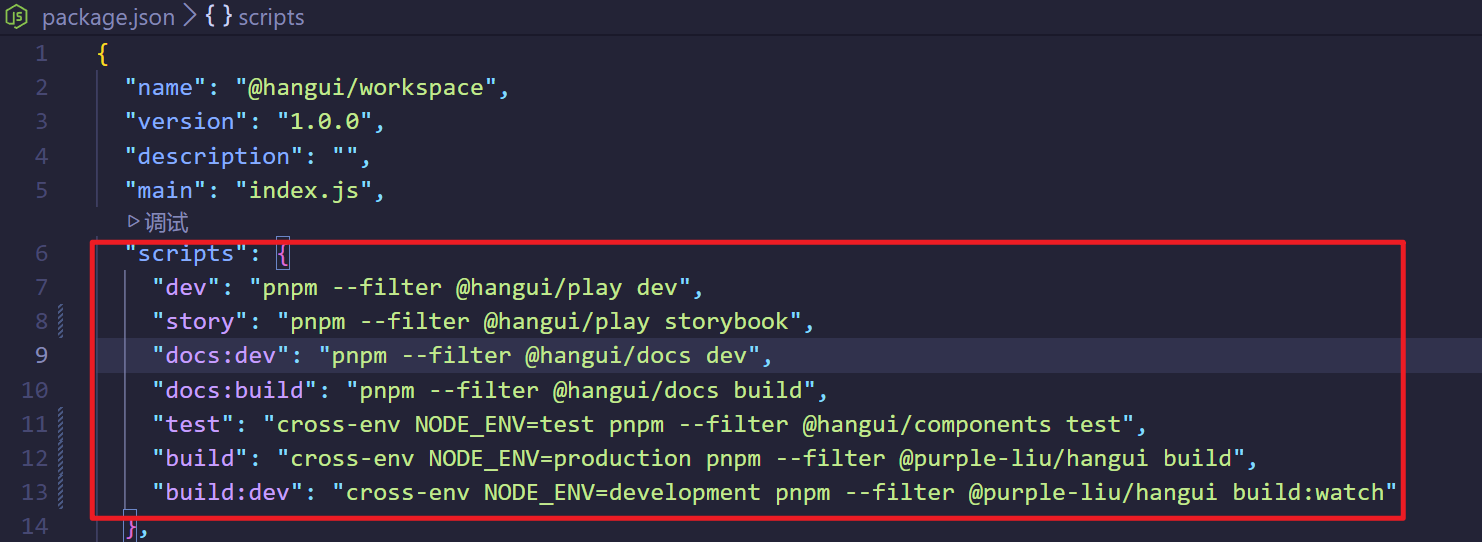 package.json > { } scripts
1 {
2 "name": "@hangui/workspace",
3 "version": "1.0.0",
4 "description": "",
5 "main": "index.js",
▷调试
6 "scripts": {
7 "dev": "pnpm --filter @hangui/play dev",
8 "story": "pnpm --filter @hangui/play storybook",
9 "docs:dev": "pnpm --filter @hangui/docs dev",
10 "docs:build": "pnpm --filter @hangui/docs build",
11 "test": "cross-env NODE_ENV=test pnpm --filter @hangui/components test",
12 "build": "cross-env NODE_ENV=production pnpm --filter @purple-liu/hangui build",
13 "build:dev": "cross-env NODE_ENV=development pnpm --filter @purple-liu/hangui build:watch"
14 },